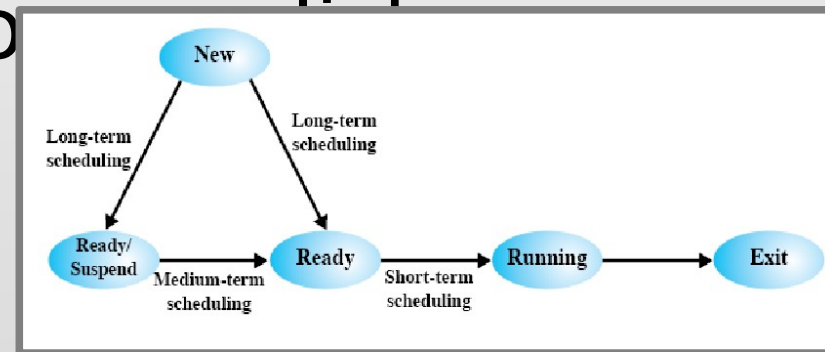 New
Long-term
scheduling
Long-term
scheduling
Ready/
Suspend
Medium-term
scheduling
Ready
Short-term
scheduling
Running
Exit